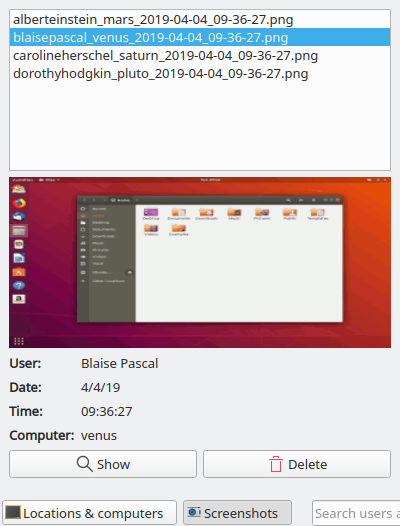 alberteinstein_mars_2019-04-04_09-36-27.png
blaisepascal_venus_2019-04-04_09-36-27.png
carolineherschel_saturn_2019-04-04_09-36-27.png
dorothyhodgkin_pluto_2019-04-04_09-36-27.png
User: Blaise Pascal
Date: 4/4/19
Time: 09:36:27
Computer: venus
Show Delete
Locations & computers Screenshots Search users